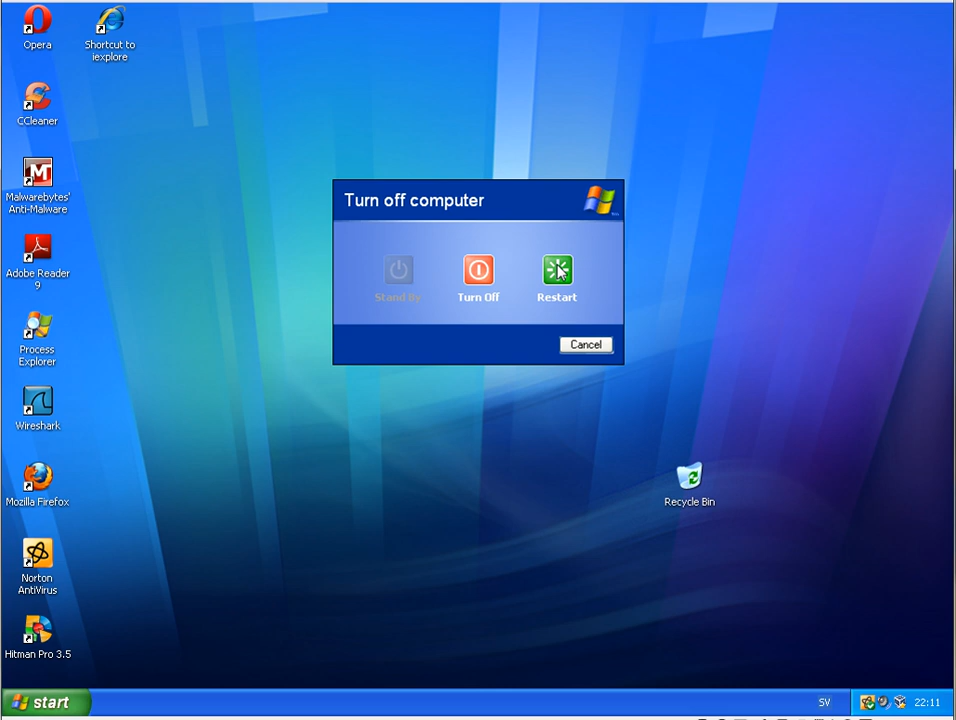 Opera
Shortcut to
iexplore
CCleaner
Malwarebytes'
Anti-Malware
Adobe Reader
9
Process
Explorer
Wireshark
Mozilla Firefox
Norton
AntiVirus
Hitman Pro 3.5
Turn off computer
Stand By
Turn Off
Restart
Cancel
Recycle Bin
start
SV
22:11